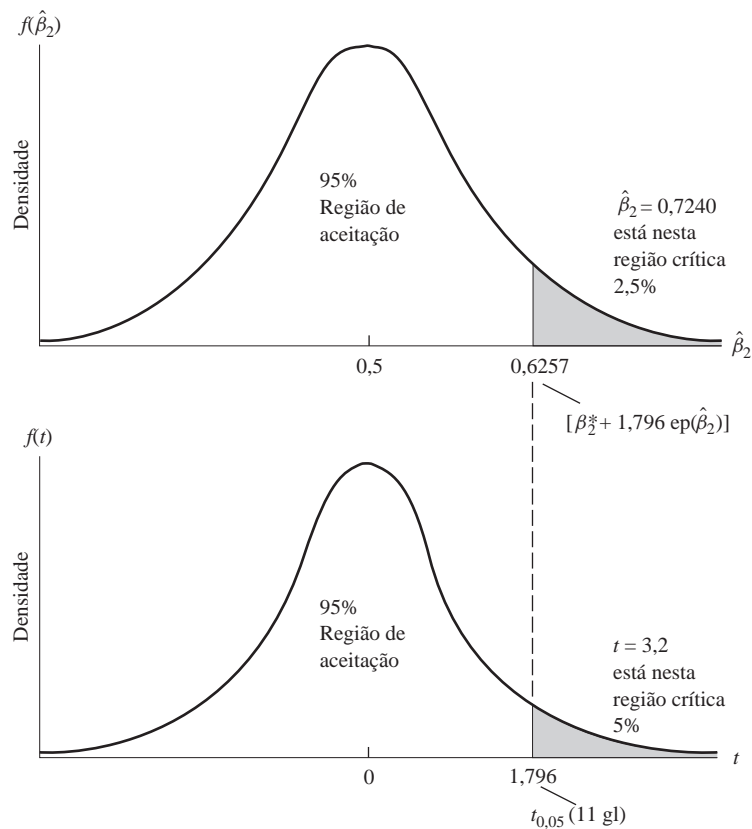 f(β̂₂)
Densidade
95%
Região de
aceitação
β̂₂ = 0,7240
está nesta
região crítica
2,5%
β̂₂
0,5
0,6257
[β₂* + 1,796 ep(β̂₂)]
f(t)
Densidade
95%
Região de
aceitação
t = 3,2
está nesta
região crítica
5%
t
0
1,796
t₀,₀₅ (11 gl)